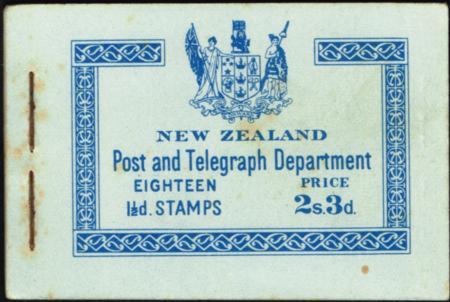 NEW ZEALAND
Post and Telegraph Department
EIGHTEEN PRICE
1½d. STAMPS 2s.3d.